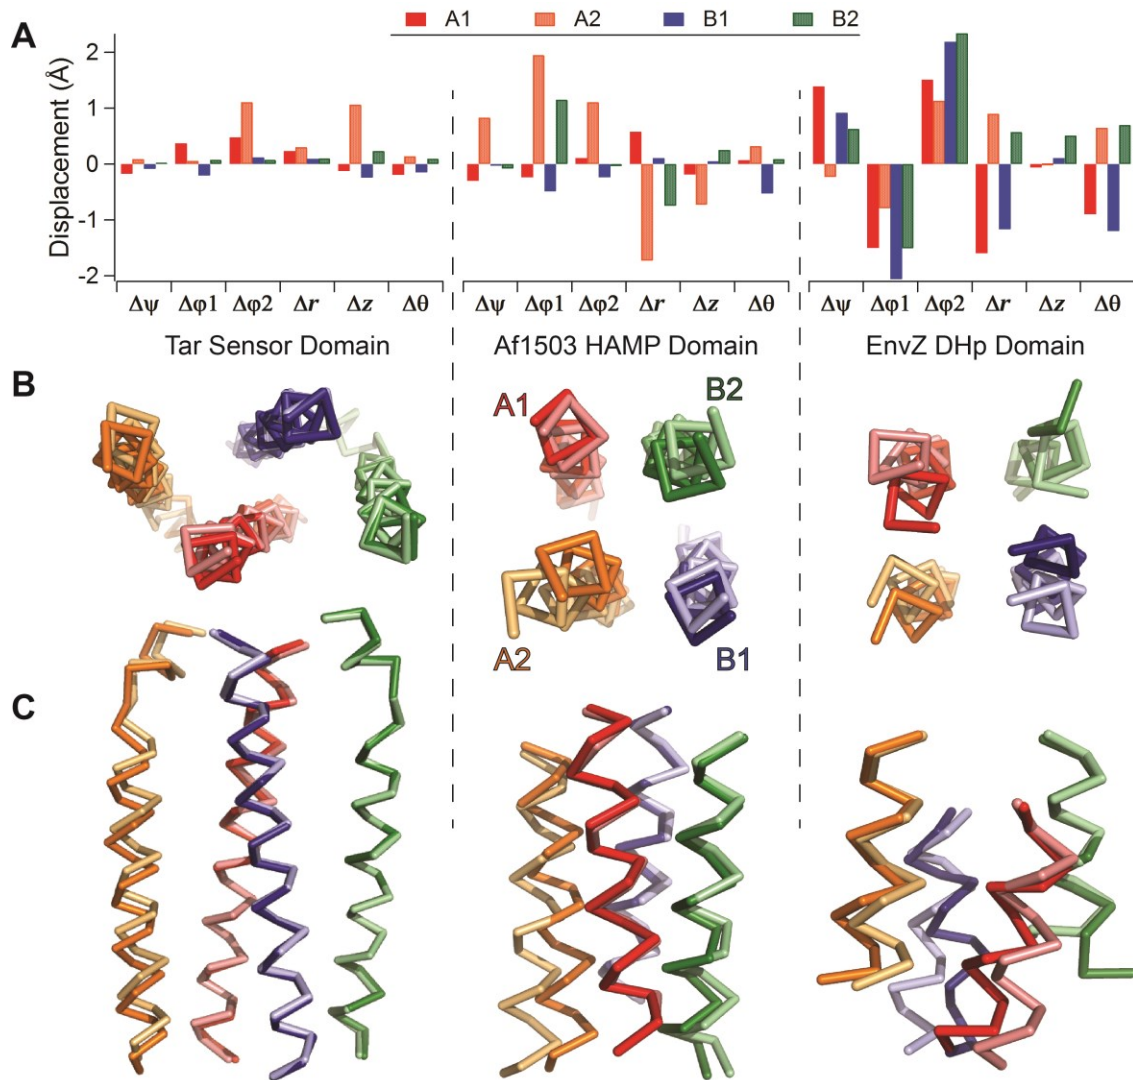 A1 A2 B1 B2
A
Displacement (Å)
2
1
0
-1
-2
Δψ Δφ1 Δφ2 Δr Δz Δθ
Δψ Δφ1 Δφ2 Δr Δz Δθ
Δψ Δφ1 Δφ2 Δr Δz Δθ
Tar Sensor Domain
Af1503 HAMP Domain
EnvZ DHp Domain
B
A1
B2
A2
B1
C